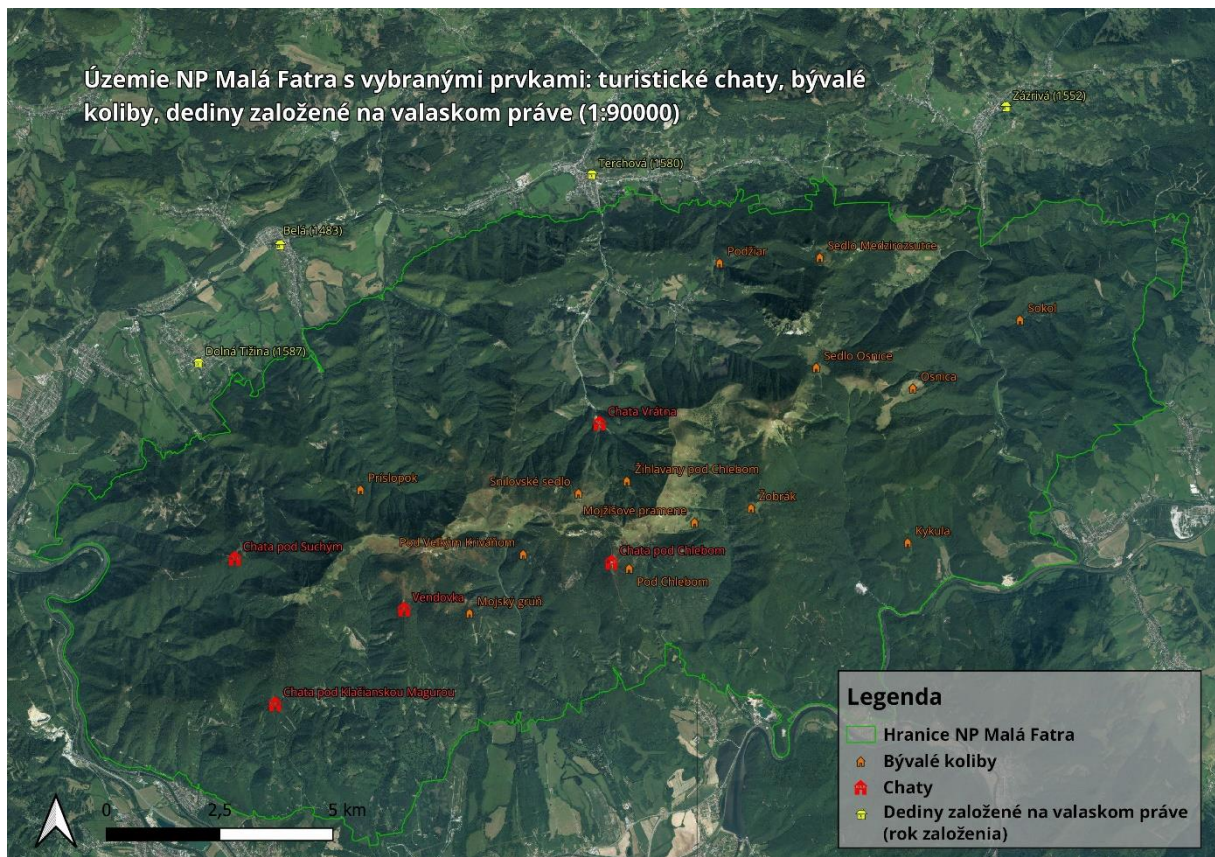 Územie NP Malá Fatra s vybranými prvkami: turistické chaty, bývalé
koliby, dediny založené na valaskom práve (1:90000)
Zázrivá (1552)
Terchová (1580)
Belá (1483)
Podžiar
Sedlo Medzirozsutce
Sokol
Dolná Tižina (1587)
Sedlo Osnice
Osnica
Chata Vrátna
Príslopok
Snilovské sedlo
Žihlavany pod Chlebom
Mojžišove pramene
Žobrák
Chata pod Suchým
Pod Veľkým Kriváňom
Chata pod Chlebom
Kykula
Pod Chlebom
Vendovka
Mojský grúň
Chata pod Klačianskou Magurou
Legenda
Hranice NP Malá Fatra
Bývalé koliby
Chaty
Dediny založené na valaskom práve
(rok založenia)
0 2,5 5 km